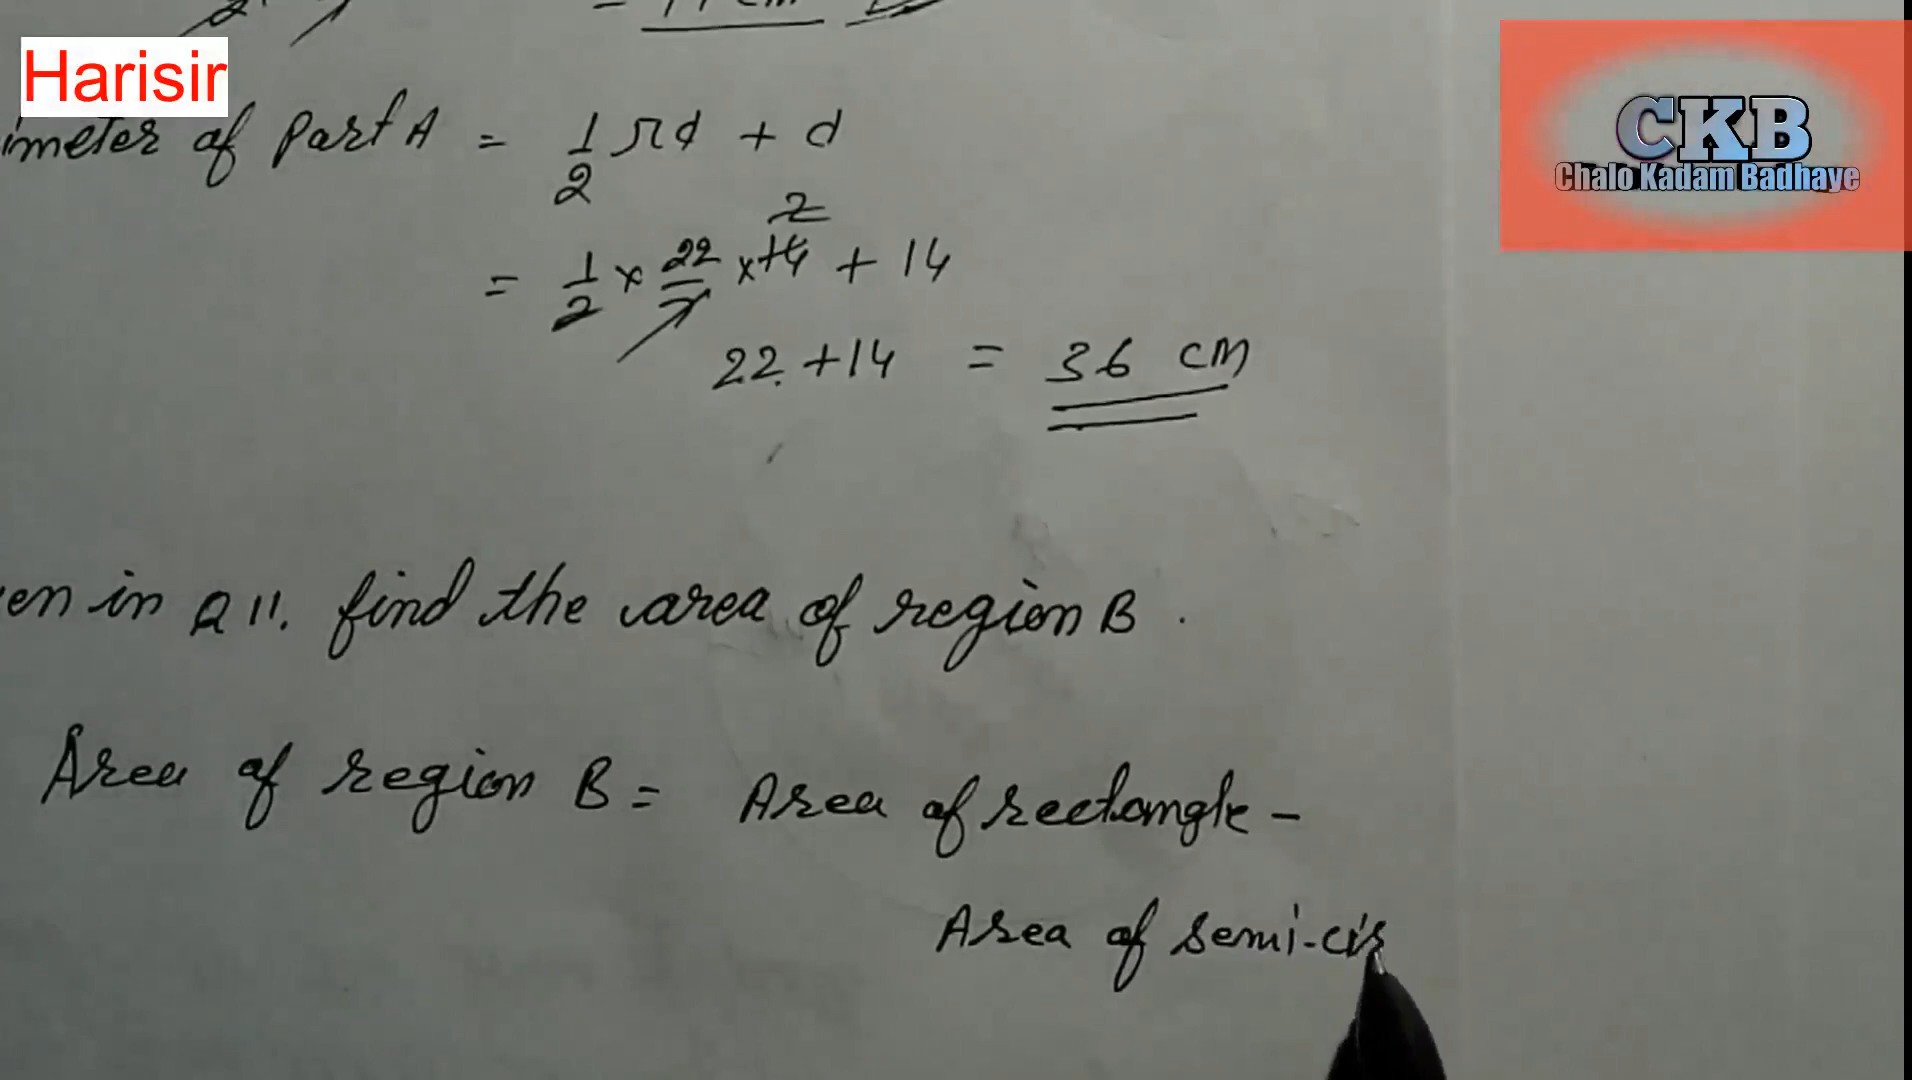 Harisir
CKB
Chalo Kadam Badhaye
imeter of Part A = 1/2 πd + d
= 1/2 × 22/7 × 14 + 14
2
22 + 14 = 36 cm
en in Q 11. find the area of region B.
Area of region B = Area of rectangle -
Area of semi-cir